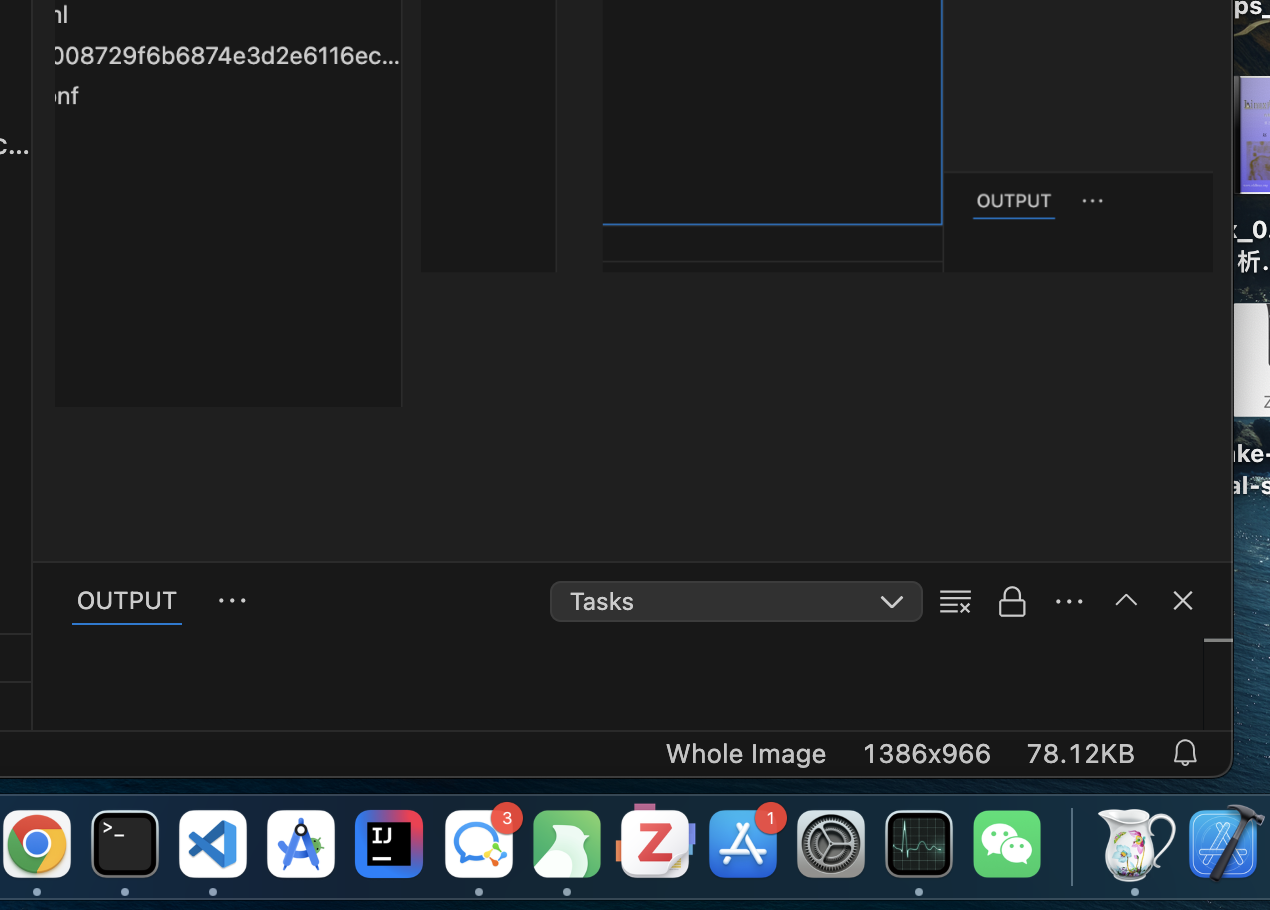 nl
008729f6b6874e3d2e6116ec...
onf
c...
OUTPUT ...
OUTPUT ...
Tasks
Whole Image 1386x966 78.12KB
ps_
x_0.
析.
Z
ke-
al-s
>_
IJ
3
Z
1